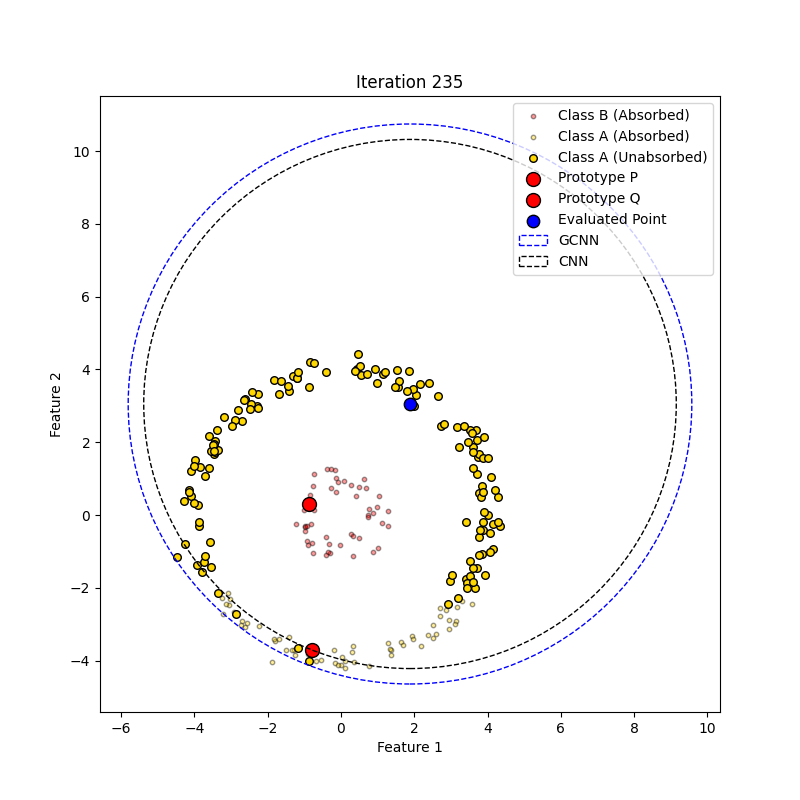 Iteration 235
Class B (Absorbed)
Class A (Absorbed)
Class A (Unabsorbed)
Prototype P
Prototype Q
Evaluated Point
GCNN
CNN
Feature 2
10
8
6
4
2
0
−2
−4
−6 −4 −2 0 2 4 6 8 10
Feature 1